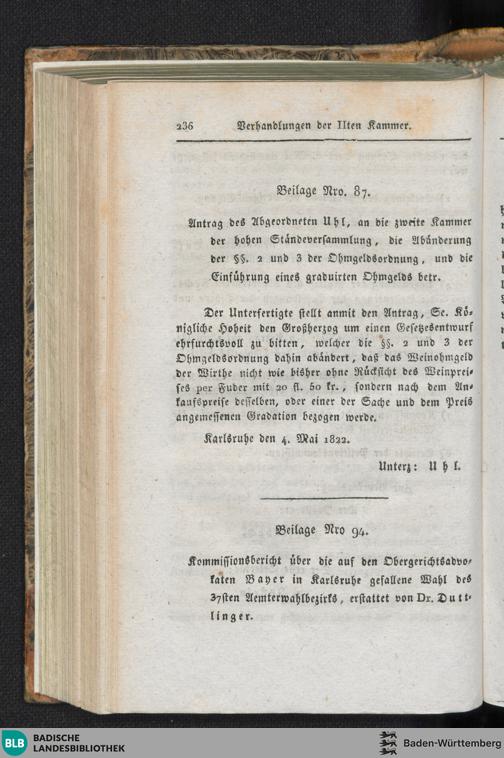 236 Verhandlungen der IIten Kammer.
Beilage Nro. 87.
Antrag des Abgeordneten Uhl, an die zweite Kammer
der hohen Ständeversammlung, die Abänderung
der §§. 2 und 3 der Ohmgeldsordnung, und die
Einführung eines graduirten Ohmgelds betr.
Der Unterfertigte stellt anmit den Antrag, Se. Kö-
nigliche Hoheit den Großherzog um einen Gesetzesentwurf
ehrfurchtsvoll zu bitten, welcher die §§. 2 und 3 der
Ohmgeldsordnung dahin abändert, daß das Weinohmgeld
der Wirthe nicht wie bisher ohne Rücksicht des Weinprei-
ses per Fuder mit 20 fl. 50 kr., sondern nach dem An-
kaufspreise desselben, oder einer der Sache und dem Preis
angemessenen Gradation bezogen werde.
Karlsruhe den 4. Mai 1822.
Unterz: Uhl.
Beilage Nro 94.
Kommissionsbericht über die auf den Obergerichtsadvo-
katen Bayer in Karlsruhe gefallene Wahl des
37sten Aemterwahlbezirks, erstattet von Dr. Dutt-
linger.
BLB BADISCHE
LANDESBIBLIOTHEK
Baden-Württemberg